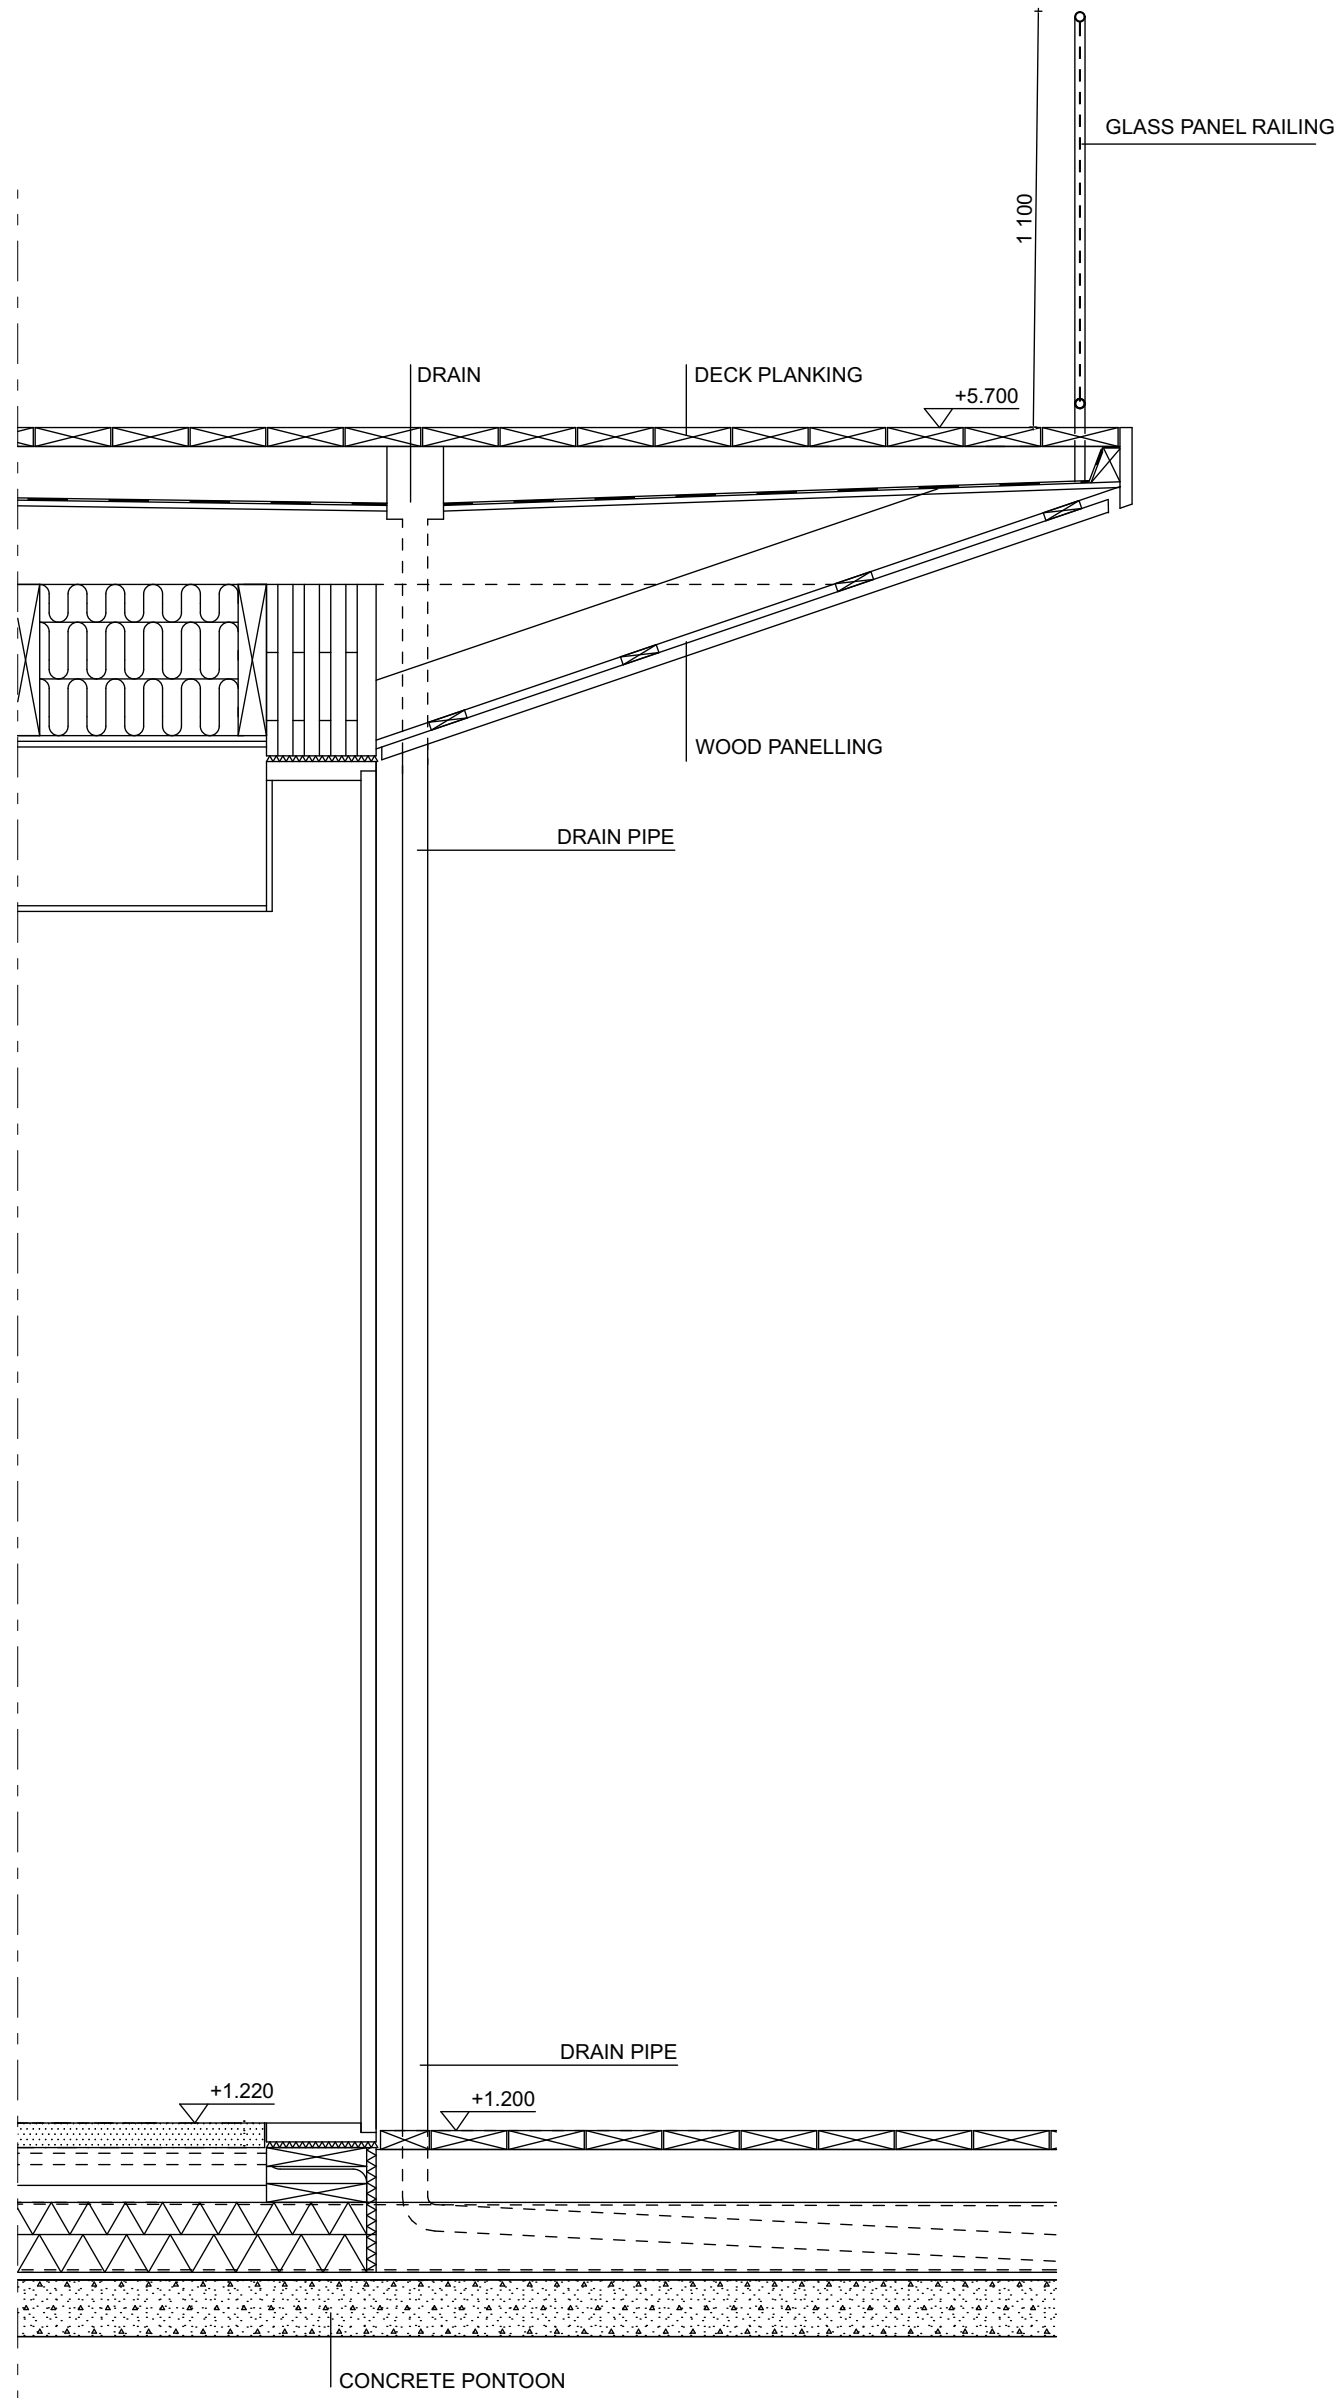 GLASS PANEL RAILING
1 100
DRAIN
DECK PLANKING
+5.700
WOOD PANELLING
DRAIN PIPE
DRAIN PIPE
+1.220
+1.200
CONCRETE PONTOON